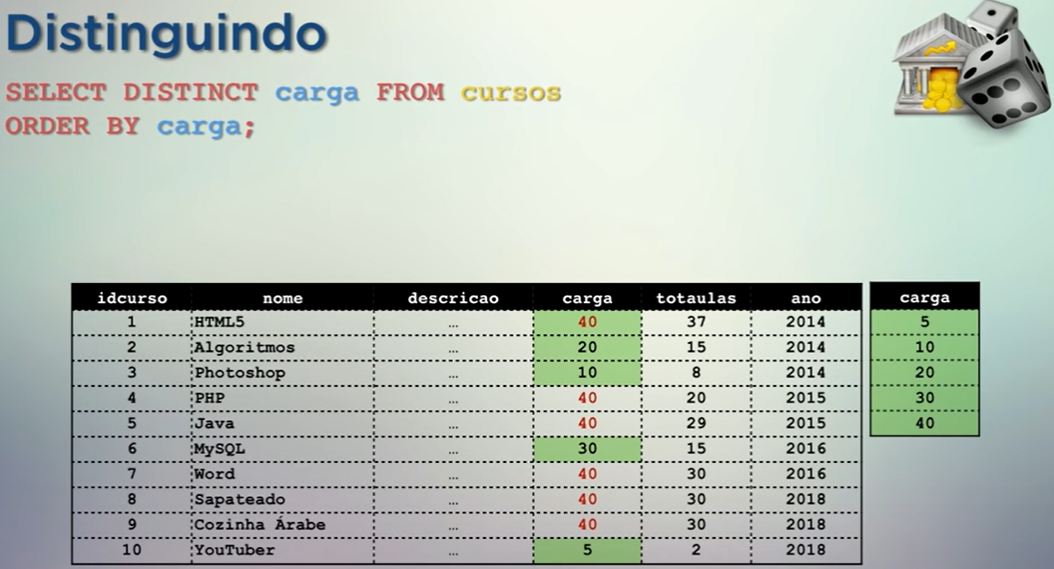 Distinguindo
SELECT DISTINCT carga FROM cursos
ORDER BY carga;
idcurso nome descricao carga totaulas ano
1 HTML5 … 40 37 2014
2 Algoritmos … 20 15 2014
3 Photoshop … 10 8 2014
4 PHP … 40 20 2015
5 Java … 40 29 2015
6 MySQL … 30 15 2016
7 Word … 40 30 2016
8 Sapateado … 40 30 2018
9 Cozinha Árabe … 40 30 2018
10 YouTuber … 5 2 2018
carga
5
10
20
30
40